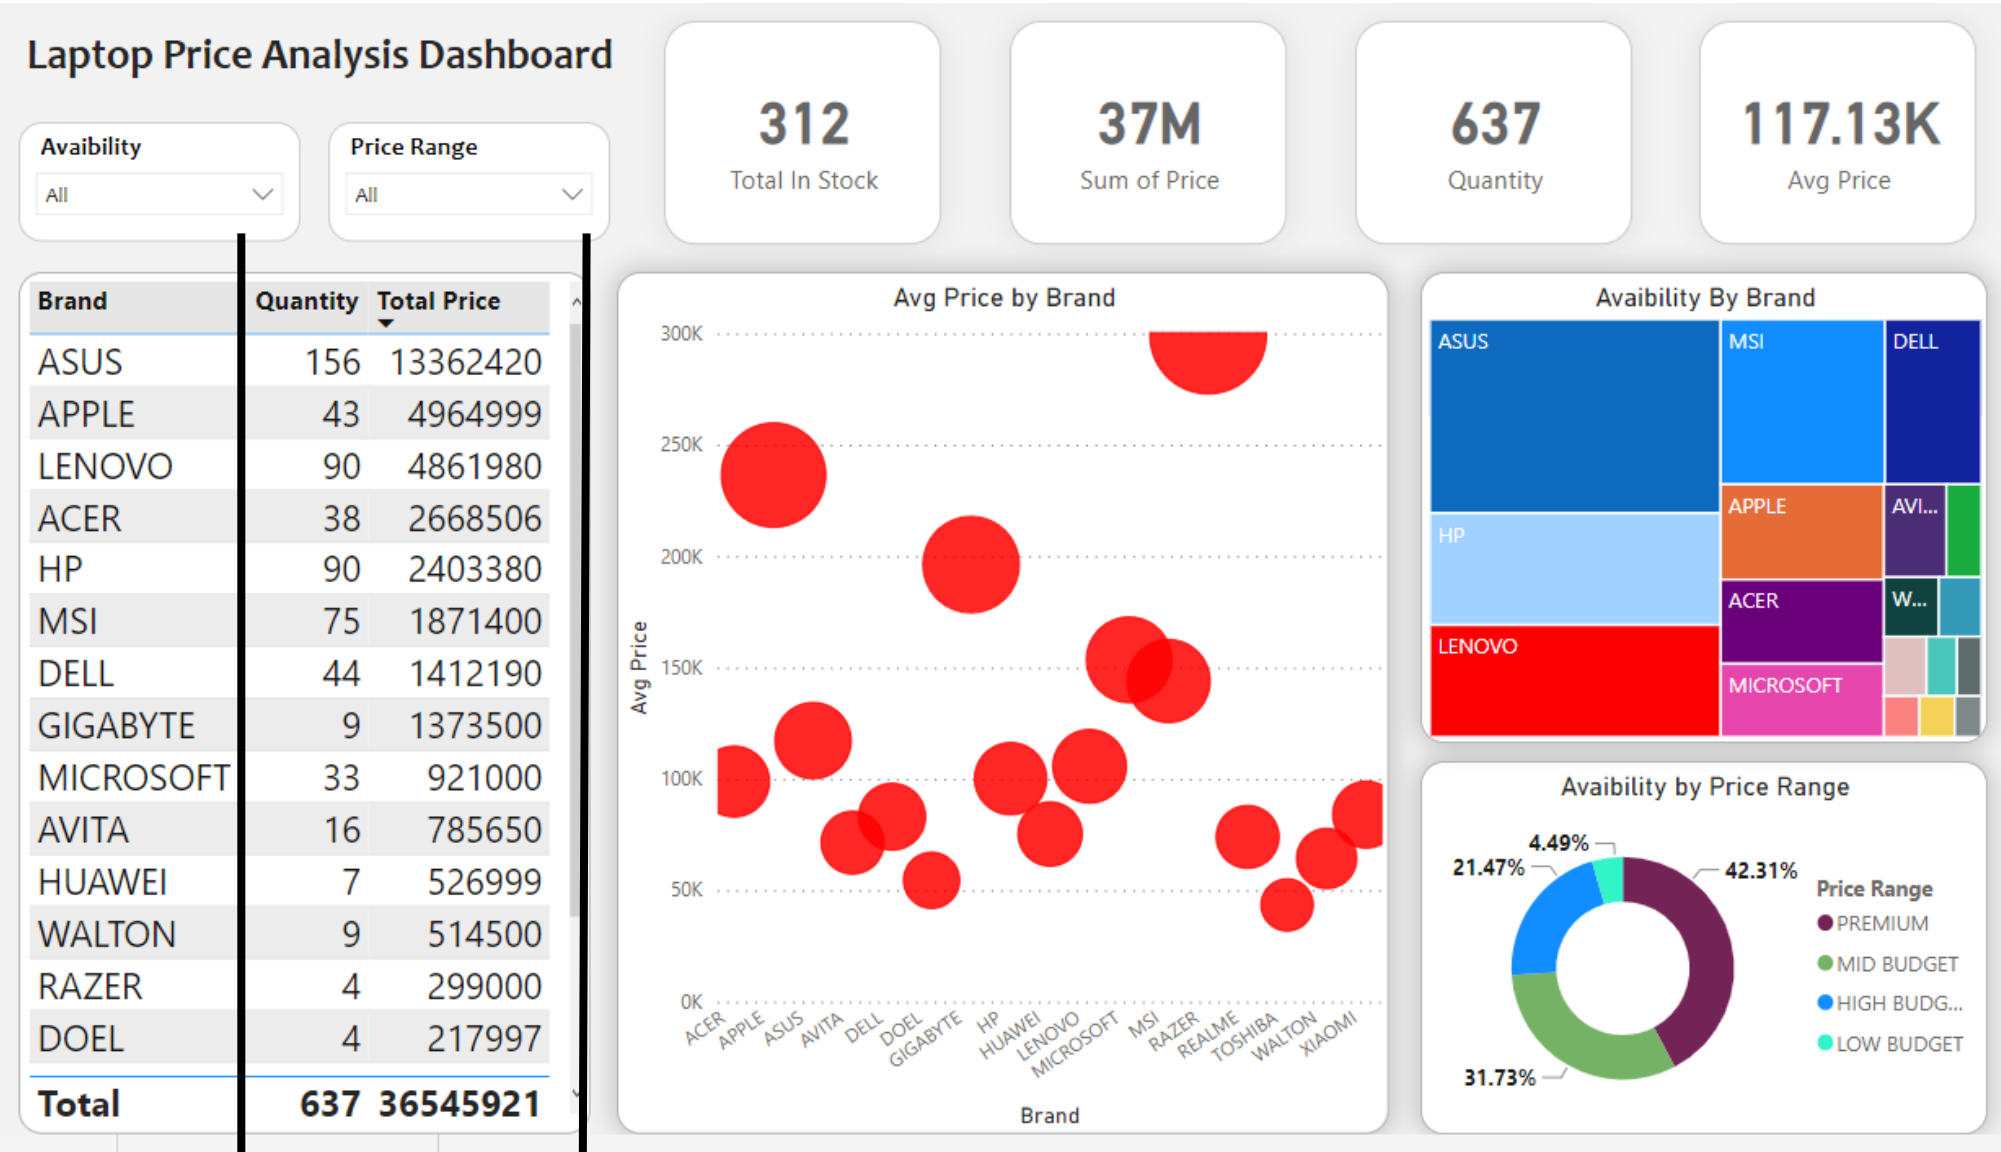 Laptop Price Analysis Dashboard
Avaibility
All
Price Range
All
312
Total In Stock
37M
Sum of Price
637
Quantity
117.13K
Avg Price
Brand Quantity Total Price
ASUS 156 13362420
APPLE 43 4964999
LENOVO 90 4861980
ACER 38 2668506
HP 90 2403380
MSI 75 1871400
DELL 44 1412190
GIGABYTE 9 1373500
MICROSOFT 33 921000
AVITA 16 785650
HUAWEI 7 526999
WALTON 9 514500
RAZER 4 299000
DOEL 4 217997
Total 637 36545921
Avg Price by Brand
Avg Price
300K
250K
200K
150K
100K
50K
0K
ACER
APPLE
ASUS
AVITA
DELL
DOEL
GIGABYTE
HP
HUAWEI
LENOVO
MICROSOFT
MSI
RAZER
REALME
TOSHIBA
WALTON
XIAOMI
Brand
Avaibility By Brand
ASUS
HP
LENOVO
MSI
APPLE
ACER
MICROSOFT
DELL
AVI...
W...
Avaibility by Price Range
4.49%
21.47%
42.31%
31.73%
Price Range
PREMIUM
MID BUDGET
HIGH BUDG...
LOW BUDGET